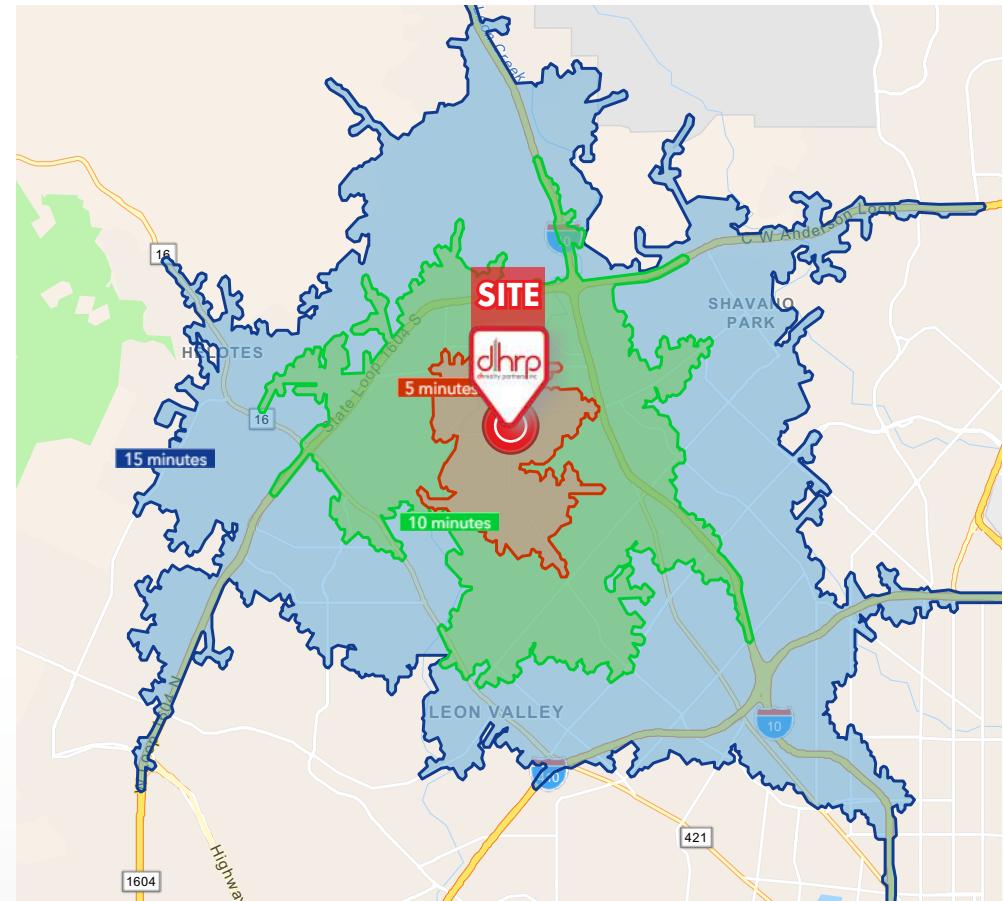 Creek
10
C W Anderson Loop
16
SITE
SHAVANO
PARK
State Loop 1604 S
HELOTES
dhrp
5 minutes
16
15 minutes
10 minutes
LEON VALLEY
10
421
1604
Highway